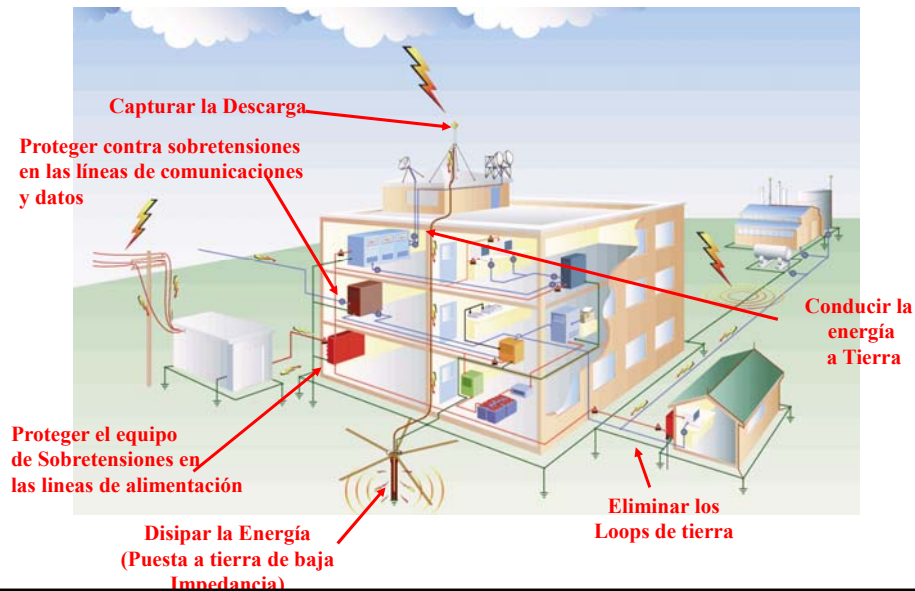 Capturar la Descarga
Proteger contra sobretensiones
en las líneas de comunicaciones
y datos
Conducir la
energía
a Tierra
Proteger el equipo
de Sobretensiones en
las lineas de alimentación
Eliminar los
Loops de tierra
Disipar la Energía
(Puesta a tierra de baja
Impedancia)